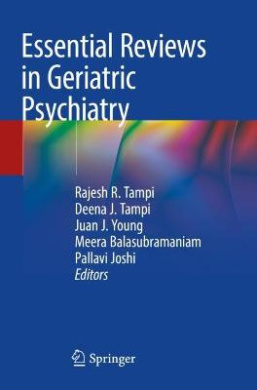 Essential Reviews
in Geriatric
Psychiatry
Rajesh R. Tampi
Deena J. Tampi
Juan J. Young
Meera Balasubramaniam
Pallavi Joshi
Editors
Springer